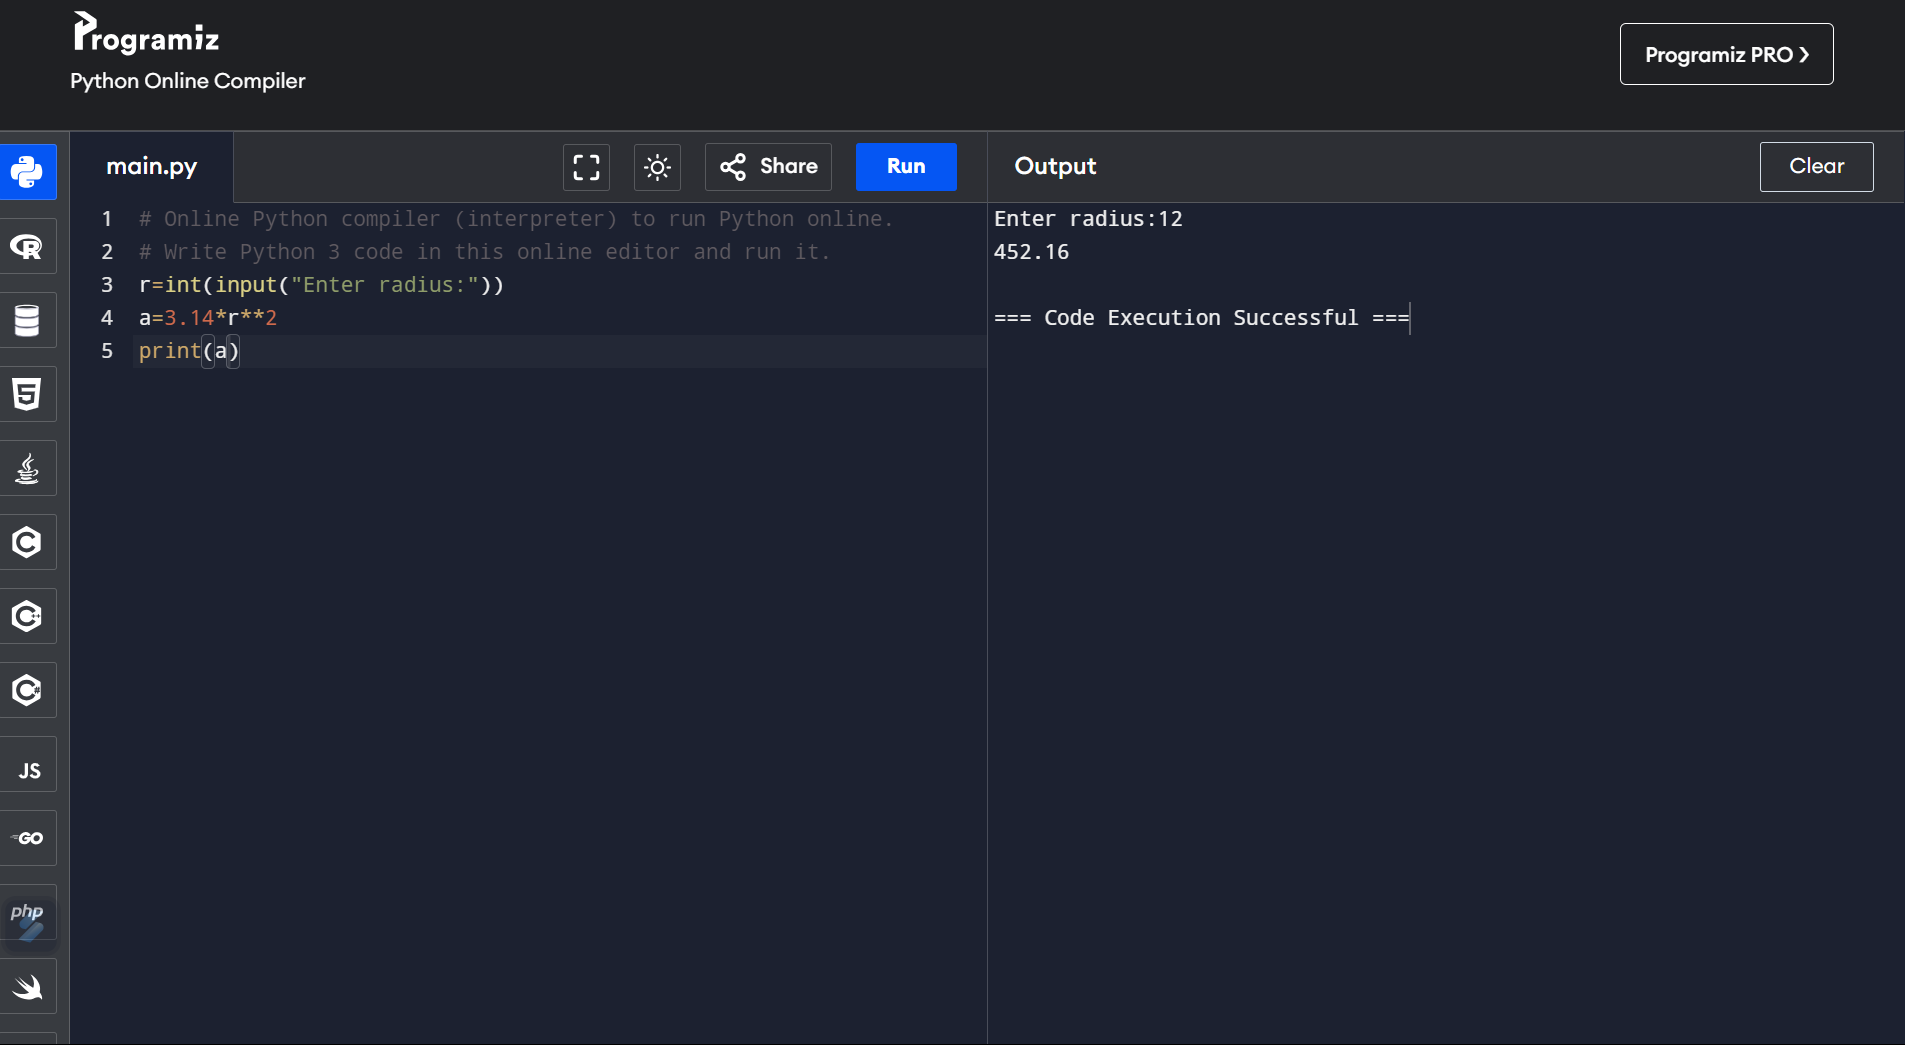 Programiz
Python Online Compiler
Programiz PRO ❯
main.py
Share
Run
Output
Clear
1 # Online Python compiler (interpreter) to run Python online.
2 # Write Python 3 code in this online editor and run it.
3 r=int(input("Enter radius:"))
4 a=3.14*r**2
5 print(a)
Enter radius:12
452.16
=== Code Execution Successful ===
R
5
C
C++
C#
JS
GO
php